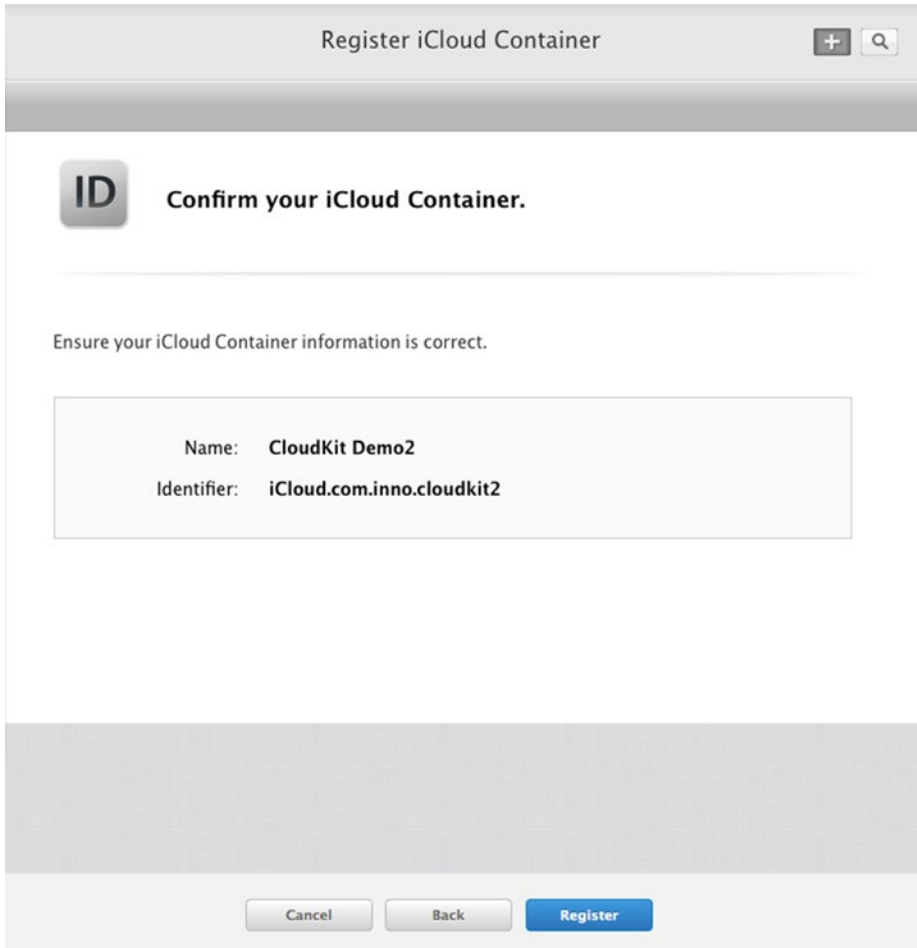 Register iCloud Container
ID
Confirm your iCloud Container.
Ensure your iCloud Container information is correct.
Name: CloudKit Demo2
Identifier: iCloud.com.inno.cloudkit2
Cancel Back Register